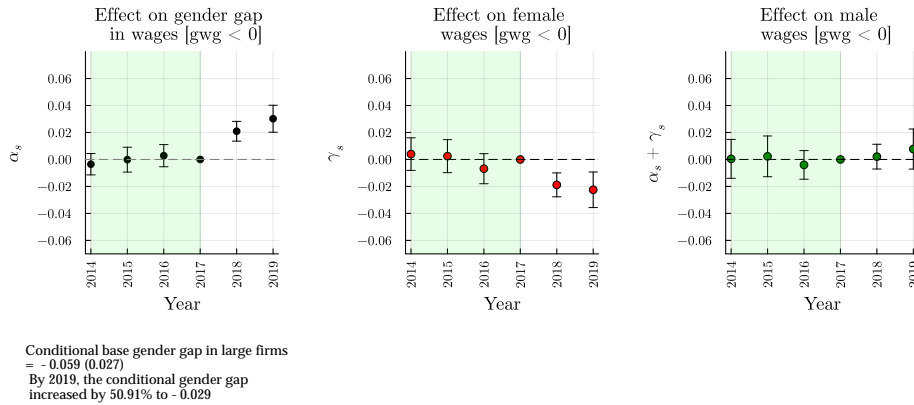 Effect on gender gap
in wages [gwg < 0]
0.06
0.04
0.02
0.00
−0.02
−0.04
−0.06
α_s
2014
2015
2016
2017
2018
2019
Year
Effect on female
wages [gwg < 0]
0.06
0.04
0.02
0.00
−0.02
−0.04
−0.06
γ_s
2014
2015
2016
2017
2018
2019
Year
Effect on male
wages [gwg < 0]
0.06
0.04
0.02
0.00
−0.02
−0.04
−0.06
α_s + γ_s
2014
2015
2016
2017
2018
2019
Year
Conditional base gender gap in large firms
= - 0.059 (0.027)
By 2019, the conditional gender gap
increased by 50.91% to - 0.029